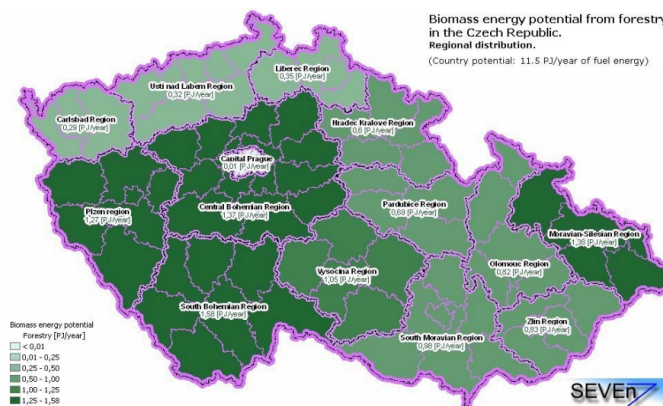 Biomass energy potential from forestry
in the Czech Republic.
Regional distribution.
(Country potential: 11.5 PJ/year of fuel energy)
Liberec Region
0,35 [PJ/year]
Usti nad Labem Region
0,32 [PJ/year]
Carlsbad Region
0,29 [PJ/year]
Hradec Kralove Region
0,6 [PJ/year]
Capital Prague
0,01 [PJ/year]
Plzen region
1,27 [PJ/year]
Central Bohemian Region
1,37 [PJ/year]
Pardubice Region
0,69 [PJ/year]
Moravian-Silesian Region
1,38 [PJ/year]
Olomouc Region
0,82 [PJ/year]
Vysocina Region
1,05 [PJ/year]
South Bohemian Region
1,58 [PJ/year]
Zlin Region
0,83 [PJ/year]
South Moravian Region
0,98 [PJ/year]
Biomass energy potential
Forestry [PJ/year]
< 0,01
0,01 - 0,25
0,25 - 0,50
0,50 - 1,00
1,00 - 1,25
1,25 - 1,58
SEVEn